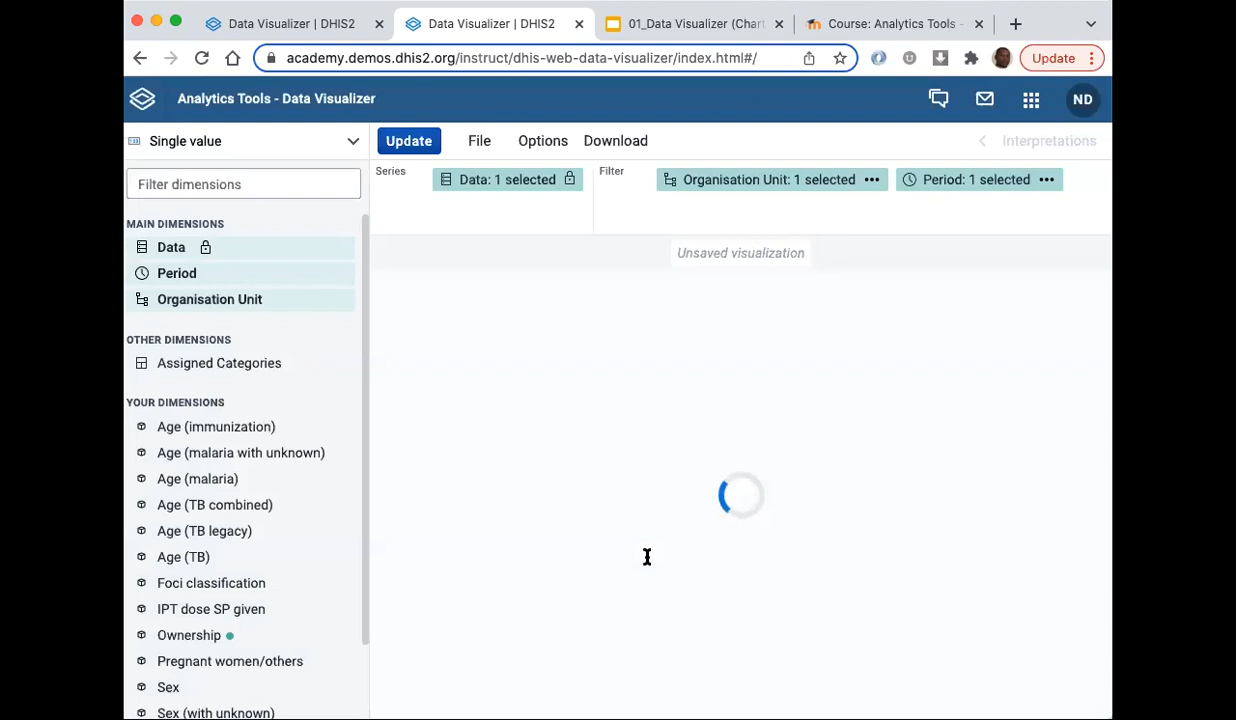 Data Visualizer | DHIS2
Data Visualizer | DHIS2
01_Data Visualizer (Chart
Course: Analytics Tools -
academy.demos.dhis2.org/instruct/dhis-web-data-visualizer/index.html#/
Update
Analytics Tools - Data Visualizer
ND
Single value
Update
File
Options
Download
Interpretations
Series
Data: 1 selected
Filter
Organisation Unit: 1 selected
Period: 1 selected
Filter dimensions
Unsaved visualization
MAIN DIMENSIONS
Data
Period
Organisation Unit
OTHER DIMENSIONS
Assigned Categories
YOUR DIMENSIONS
Age (immunization)
Age (malaria with unknown)
Age (malaria)
Age (TB combined)
Age (TB legacy)
Age (TB)
Foci classification
IPT dose SP given
Ownership
Pregnant women/others
Sex
Sex (with unknown)